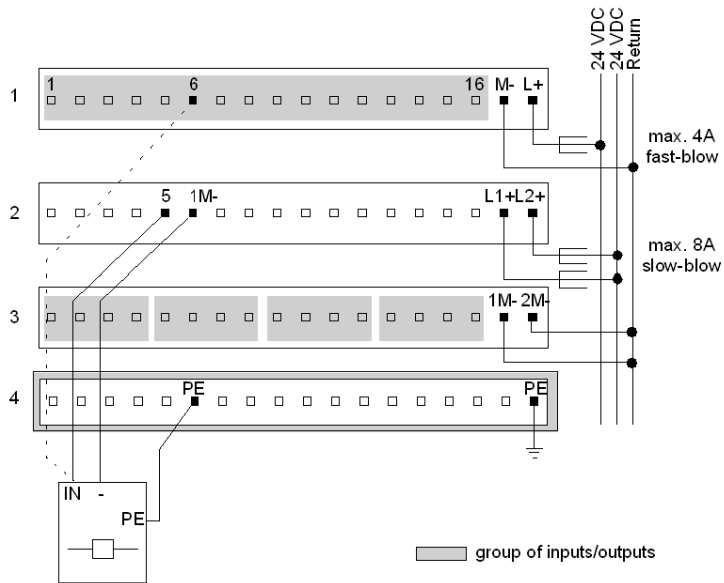 24 VDC
24 VDC
Return
1
1
6
16
M-
L+
max. 4A
fast-blow
2
5
1M-
L1+
L2+
max. 8A
slow-blow
3
1M-
2M-
4
PE
PE
IN
-
PE
group of inputs/outputs